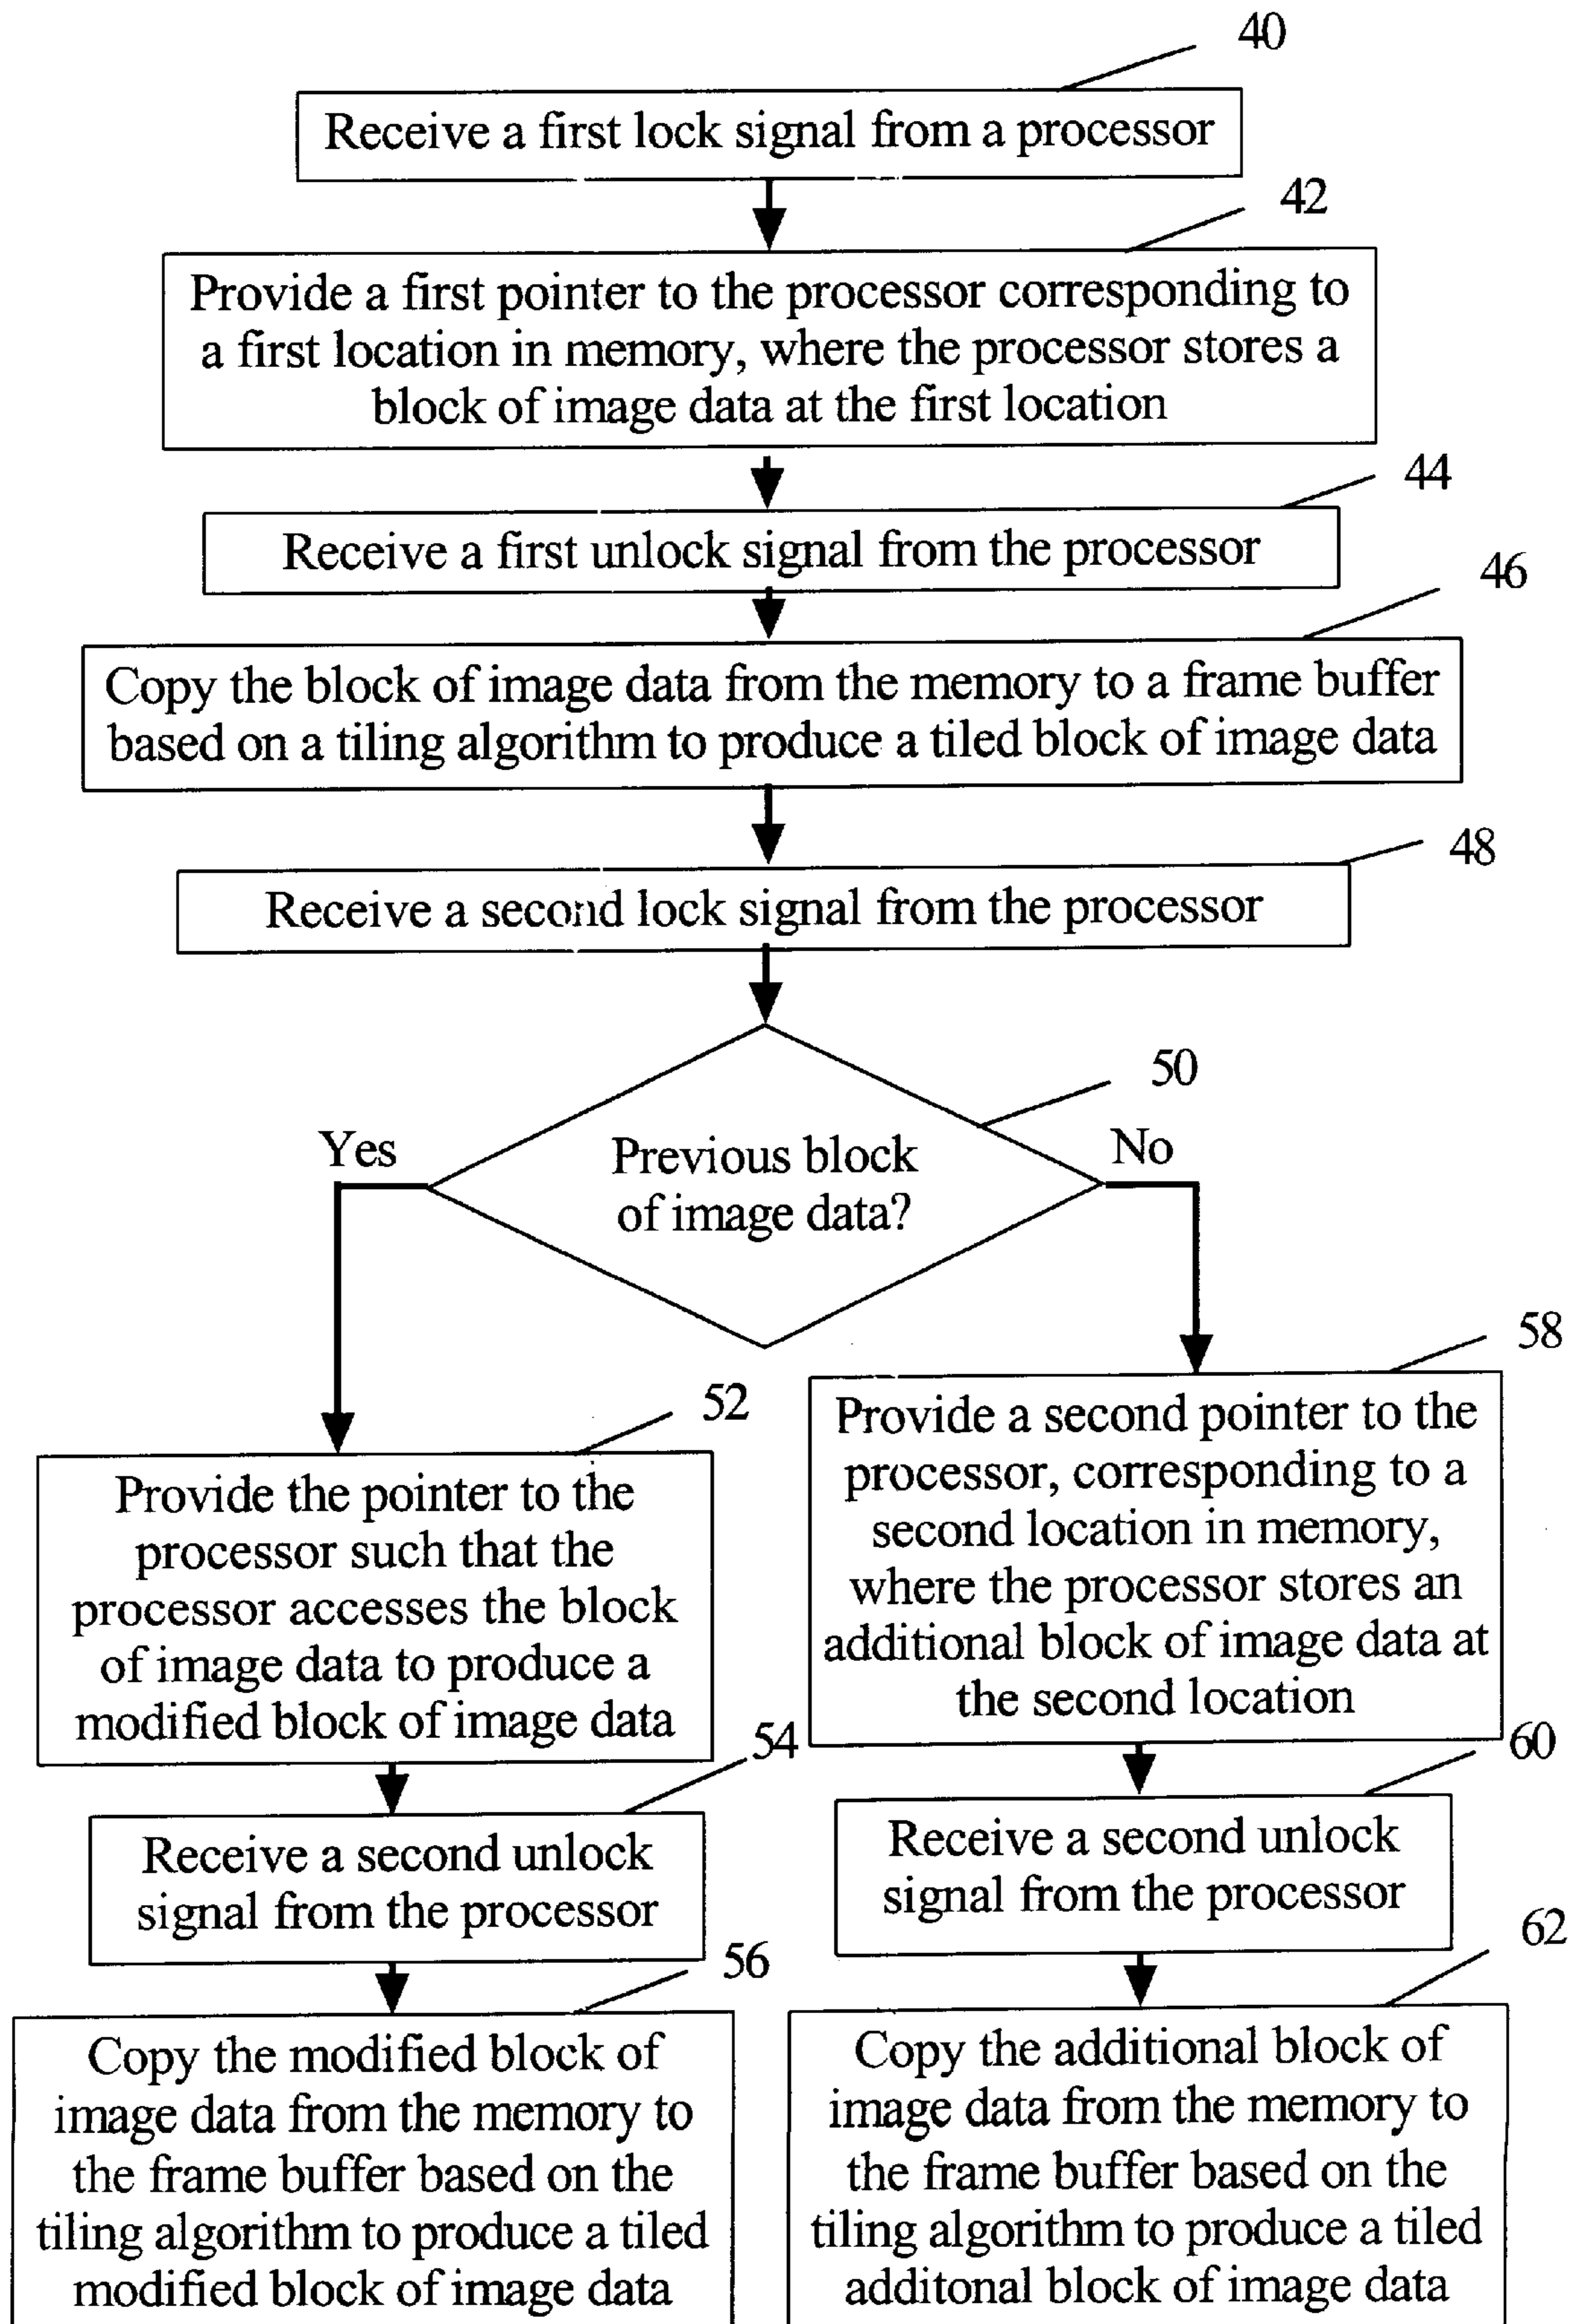 40
Receive a first lock signal from a processor
42
Provide a first pointer to the processor corresponding to
a first location in memory, where the processor stores a
block of image data at the first location
44
Receive a first unlock signal from the processor
46
Copy the block of image data from the memory to a frame buffer
based on a tiling algorithm to produce a tiled block of image data
48
Receive a second lock signal from the processor
50
Previous block
of image data?
Yes
No
52
Provide the pointer to the
processor such that the
processor accesses the block
of image data to produce a
modified block of image data
54
Receive a second unlock
signal from the processor
56
Copy the modified block of
image data from the memory to
the frame buffer based on the
tiling algorithm to produce a tiled
modified block of image data
58
Provide a second pointer to the
processor, corresponding to a
second location in memory,
where the processor stores an
additional block of image data at
the second location
60
Receive a second unlock
signal from the processor
62
Copy the additional block of
image data from the memory to
the frame buffer based on the
tiling algorithm to produce a tiled
additonal block of image data